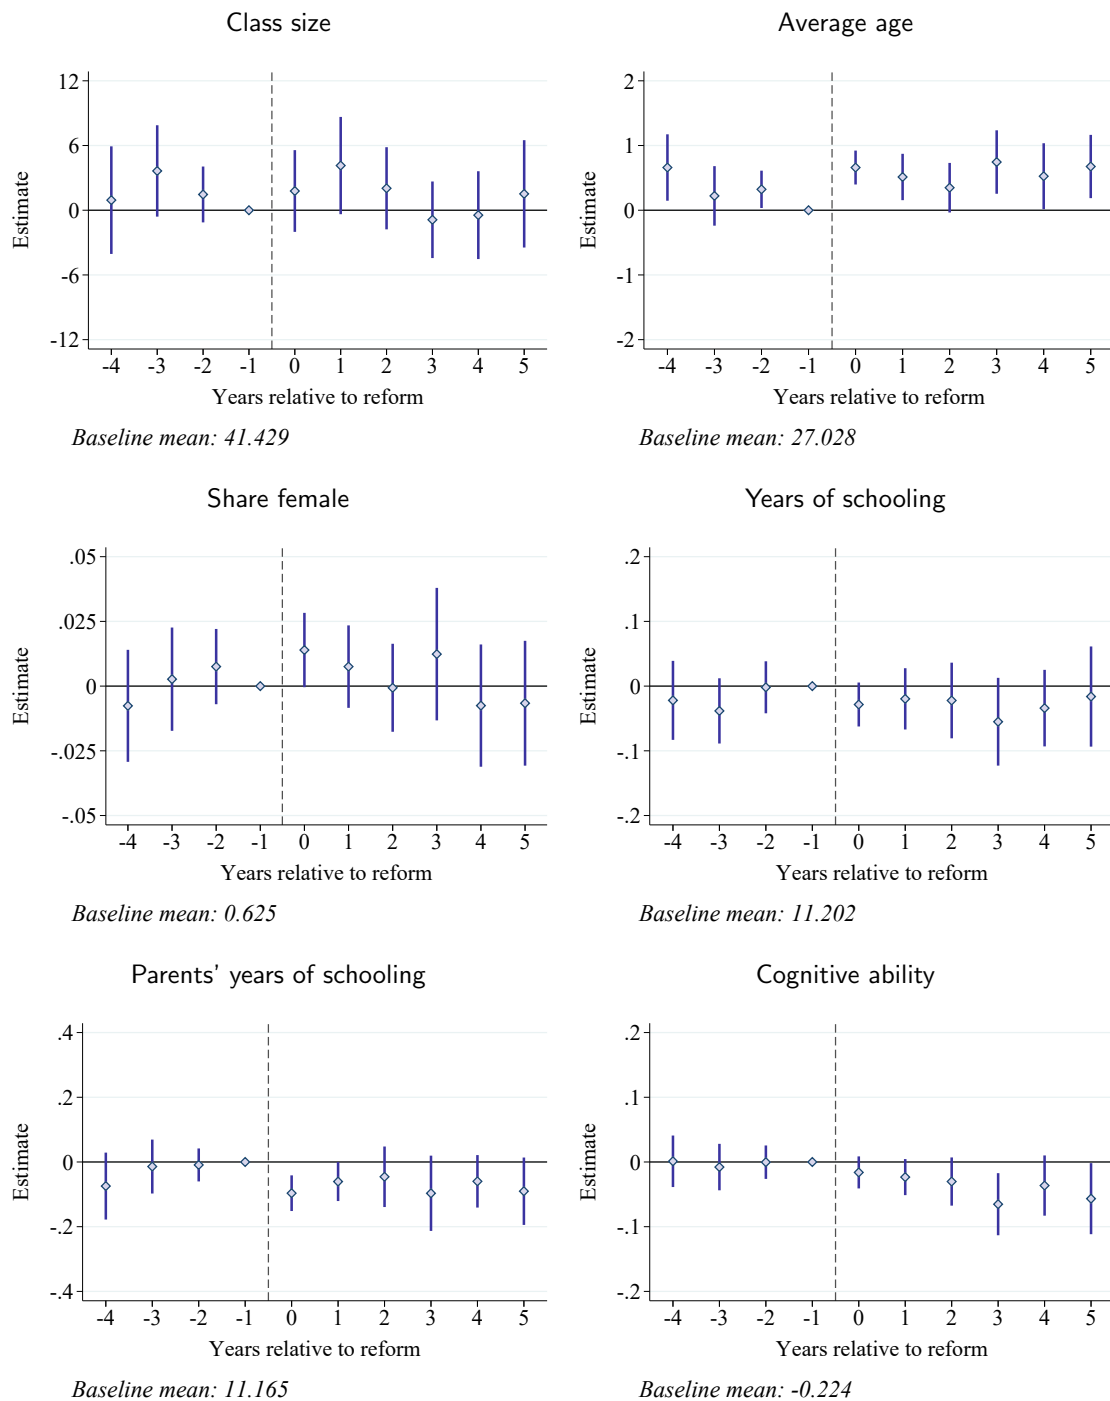 Class size
12
6
0
-6
-12
Estimate
-4 -3 -2 -1 0 1 2 3 4 5
Years relative to reform
Baseline mean: 41.429
Average age
2
1
0
-1
-2
Estimate
-4 -3 -2 -1 0 1 2 3 4 5
Years relative to reform
Baseline mean: 27.028
Share female
.05
.025
0
-.025
-.05
Estimate
-4 -3 -2 -1 0 1 2 3 4 5
Years relative to reform
Baseline mean: 0.625
Years of schooling
.2
.1
0
-.1
-.2
Estimate
-4 -3 -2 -1 0 1 2 3 4 5
Years relative to reform
Baseline mean: 11.202
Parents' years of schooling
.4
.2
0
-.2
-.4
Estimate
-4 -3 -2 -1 0 1 2 3 4 5
Years relative to reform
Baseline mean: 11.165
Cognitive ability
.2
.1
0
-.1
-.2
Estimate
-4 -3 -2 -1 0 1 2 3 4 5
Years relative to reform
Baseline mean: -0.224